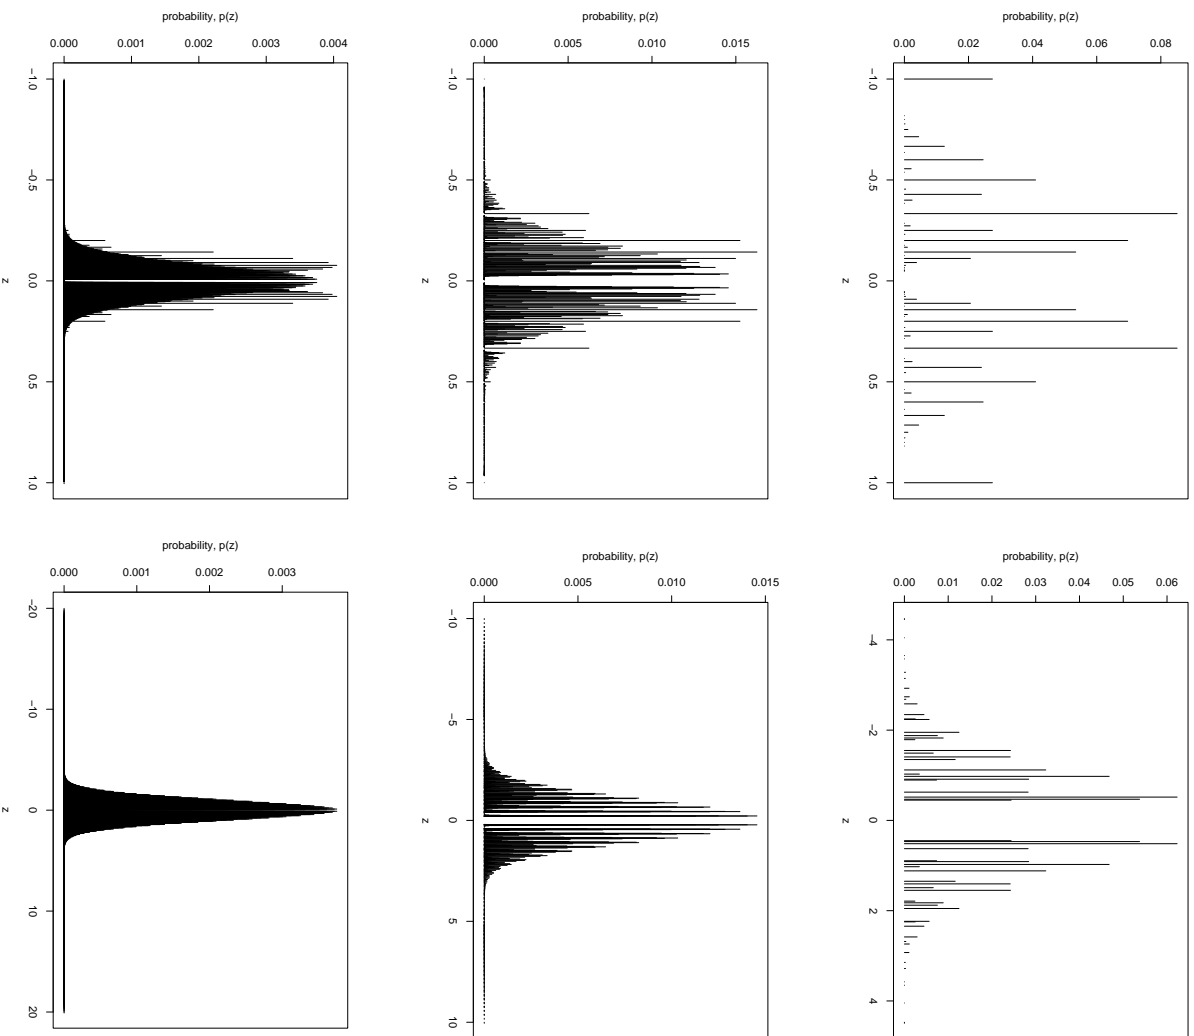 probability, p(z)
0.000 0.001 0.002 0.003 0.004
−1.0 −0.5 0.0 0.5 1.0
z
probability, p(z)
0.000 0.005 0.010 0.015
−1.0 −0.5 0.0 0.5 1.0
z
probability, p(z)
0.00 0.02 0.04 0.06 0.08
−1.0 −0.5 0.0 0.5 1.0
z
probability, p(z)
0.000 0.001 0.002 0.003
−20 −10 0 10 20
z
probability, p(z)
0.000 0.005 0.010 0.015
−10 −5 0 5 10
z
probability, p(z)
0.00 0.01 0.02 0.03 0.04 0.05 0.06
−4 −2 0 2 4
z